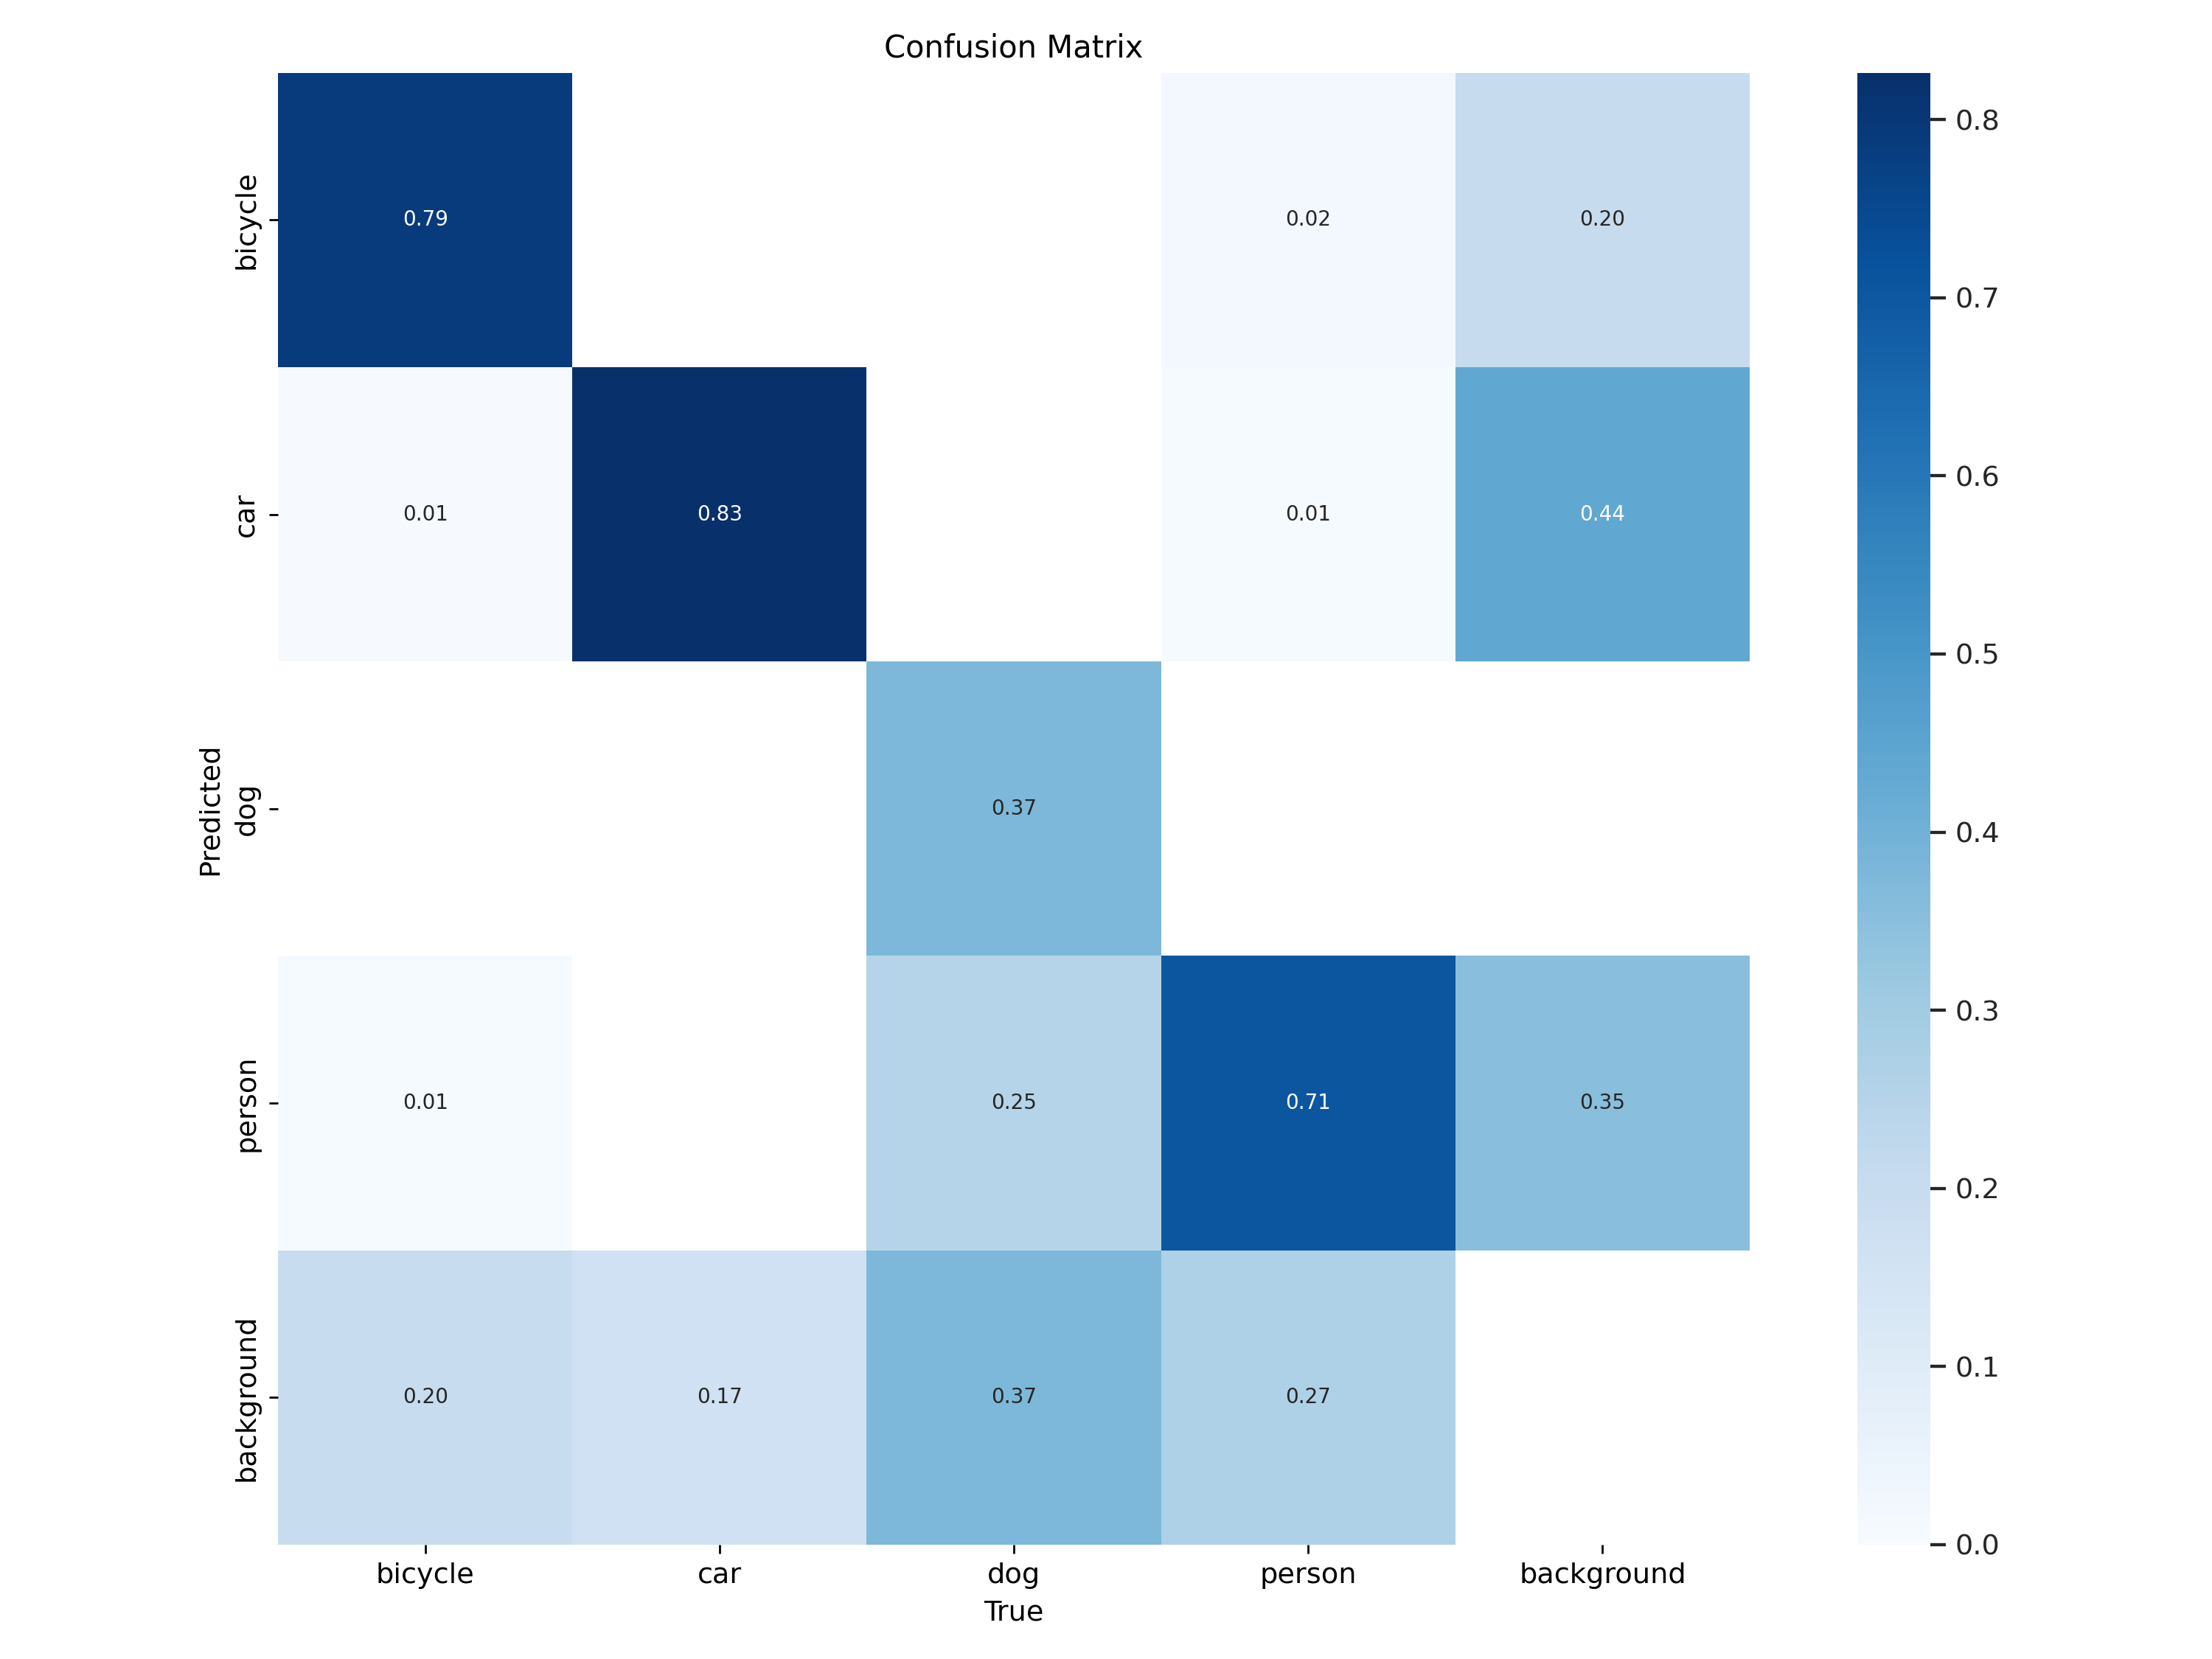 Confusion Matrix
bicycle
0.79
0.02
0.20
car
0.01
0.83
0.01
0.44
Predicted
dog
0.37
person
0.01
0.25
0.71
0.35
background
0.20
0.17
0.37
0.27
bicycle
car
dog
person
background
True
0.8
0.7
0.6
0.5
0.4
0.3
0.2
0.1
0.0